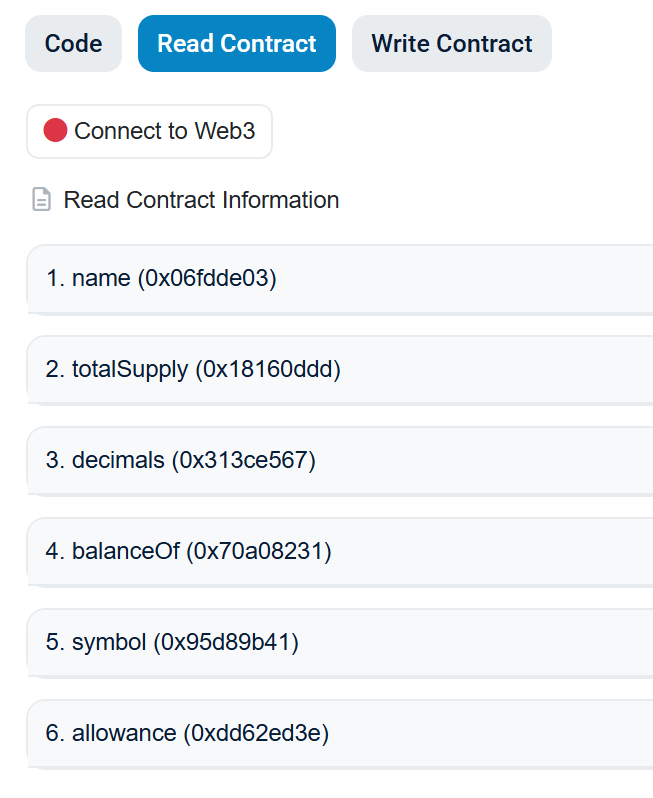 Code Read Contract Write Contract
Connect to Web3
Read Contract Information
1. name (0x06fdde03)
2. totalSupply (0x18160ddd)
3. decimals (0x313ce567)
4. balanceOf (0x70a08231)
5. symbol (0x95d89b41)
6. allowance (0xdd62ed3e)